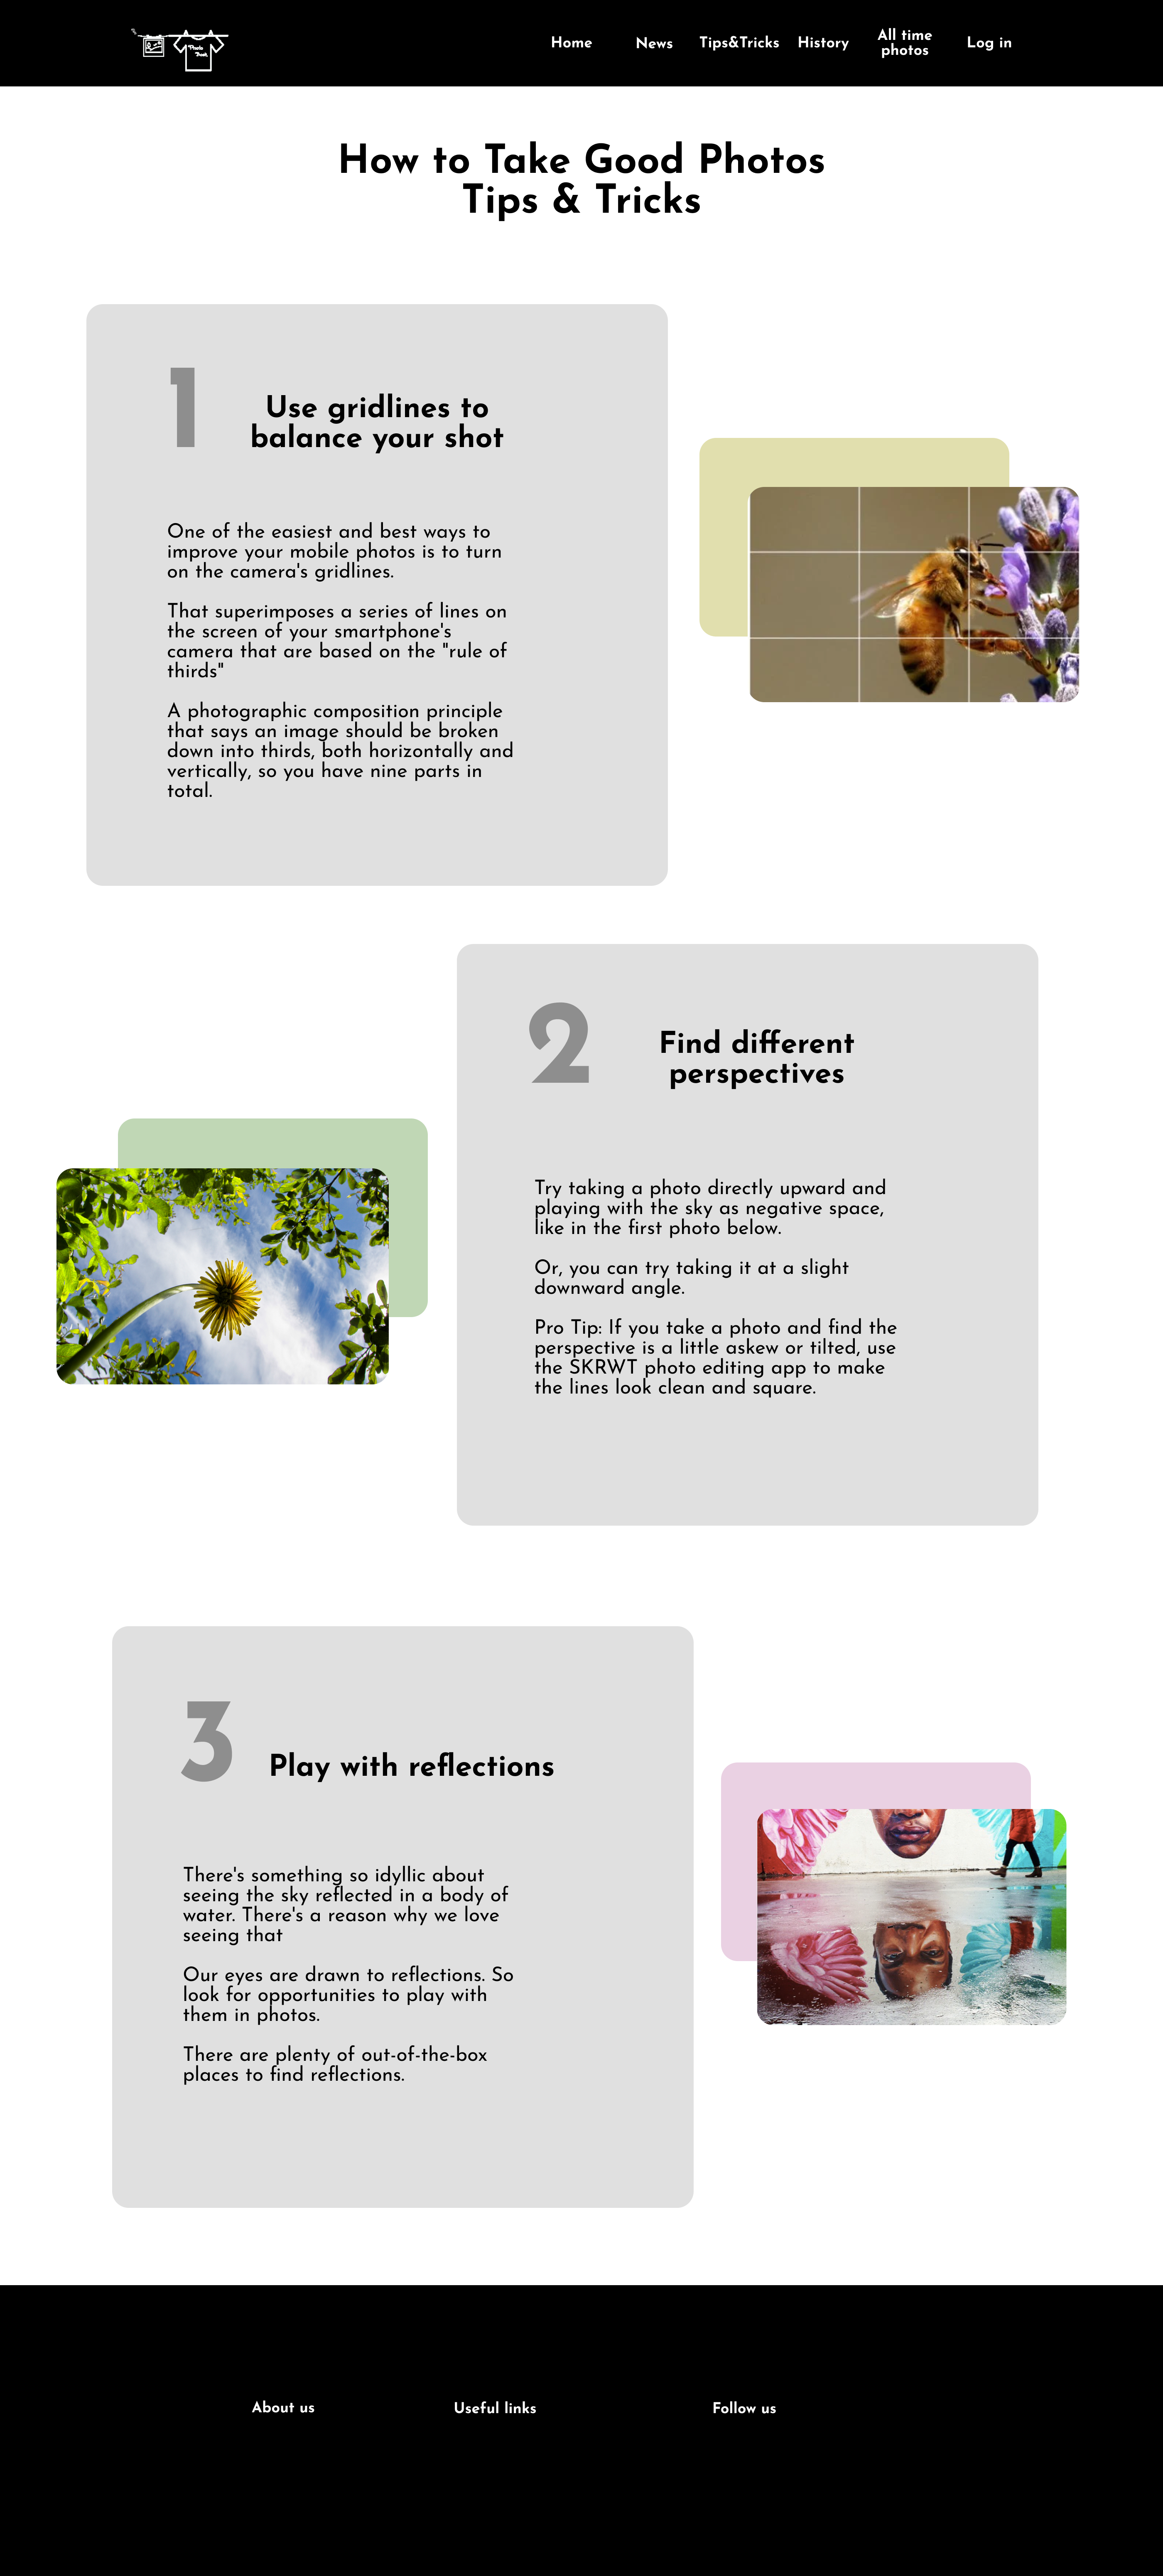 Photo
Trunk
Home
News
Tips&Tricks
History
All time
photos
Log in
How to Take Good Photos
Tips & Tricks
1
Use gridlines to
balance your shot
One of the easiest and best ways to
improve your mobile photos is to turn
on the camera's gridlines.
That superimposes a series of lines on
the screen of your smartphone's
camera that are based on the "rule of
thirds"
A photographic composition principle
that says an image should be broken
down into thirds, both horizontally and
vertically, so you have nine parts in
total.
2
Find different
perspectives
Try taking a photo directly upward and
playing with the sky as negative space,
like in the first photo below.
Or, you can try taking it at a slight
downward angle.
Pro Tip: If you take a photo and find the
perspective is a little askew or tilted, use
the SKRWT photo editing app to make
the lines look clean and square.
3
Play with reflections
There's something so idyllic about
seeing the sky reflected in a body of
water. There's a reason why we love
seeing that
Our eyes are drawn to reflections. So
look for opportunities to play with
them in photos.
There are plenty of out-of-the-box
places to find reflections.
About us
Useful links
Follow us